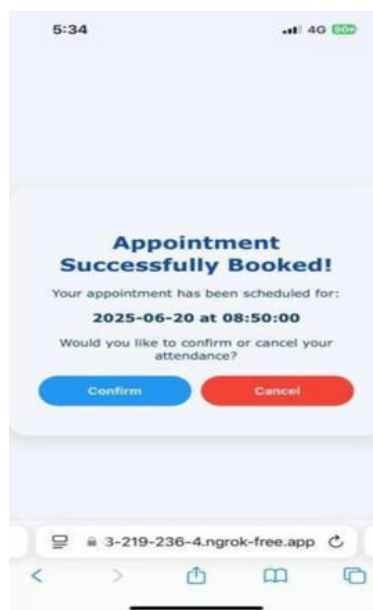 5:34
4G
Appointment
Successfully Booked!
Your appointment has been scheduled for:
2025-06-20 at 08:50:00
Would you like to confirm or cancel your
attendance?
Confirm
Cancel
3-219-236-4.ngrok-free.app